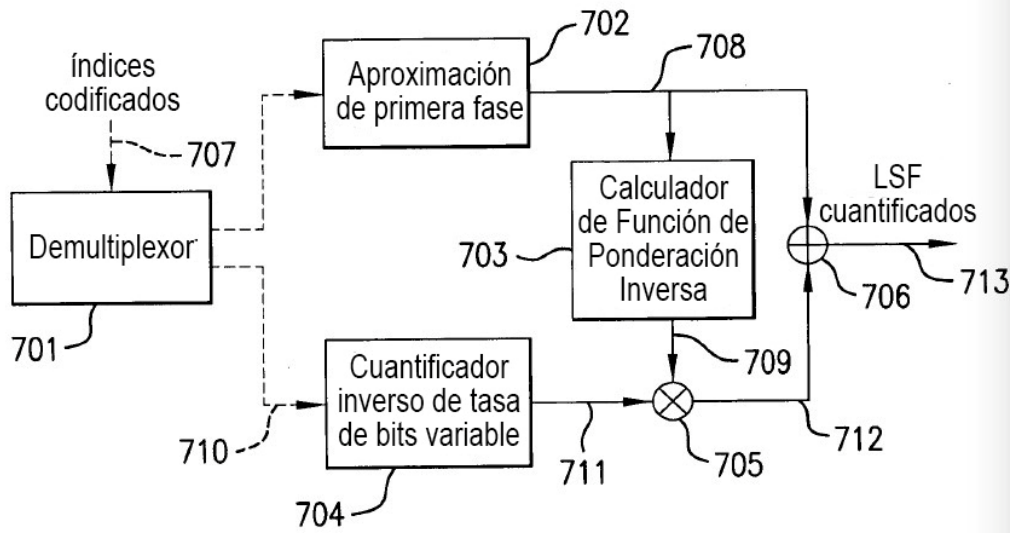 702
708
índices
codificados
Aproximación
de primera fase
707
Calculador
de Función de
Ponderación
Inversa
LSF
cuantificados
Demultiplexor
703
706
713
701
709
Cuantificador
inverso de tasa
de bits variable
710
711
705
712
704